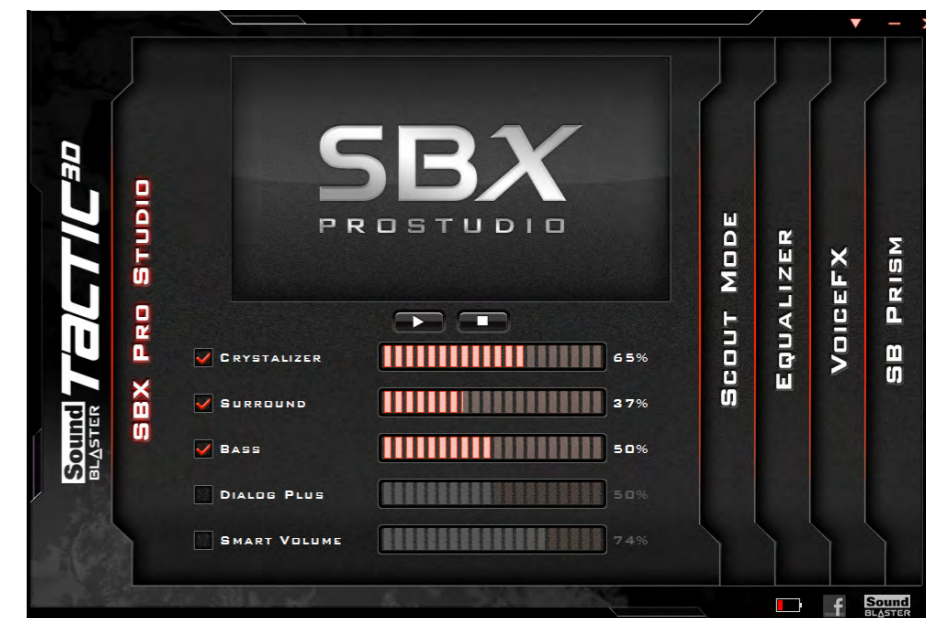 Sound
BLASTER
TACTIC3D
SBX PRO STUDIO
SBX
PROSTUDIO
CRYSTALIZER 65%
SURROUND 37%
BASS 50%
DIALOG PLUS 50%
SMART VOLUME 74%
SCOUT MODE
EQUALIZER
VOICEFX
SB PRISM
f
Sound
BLASTER